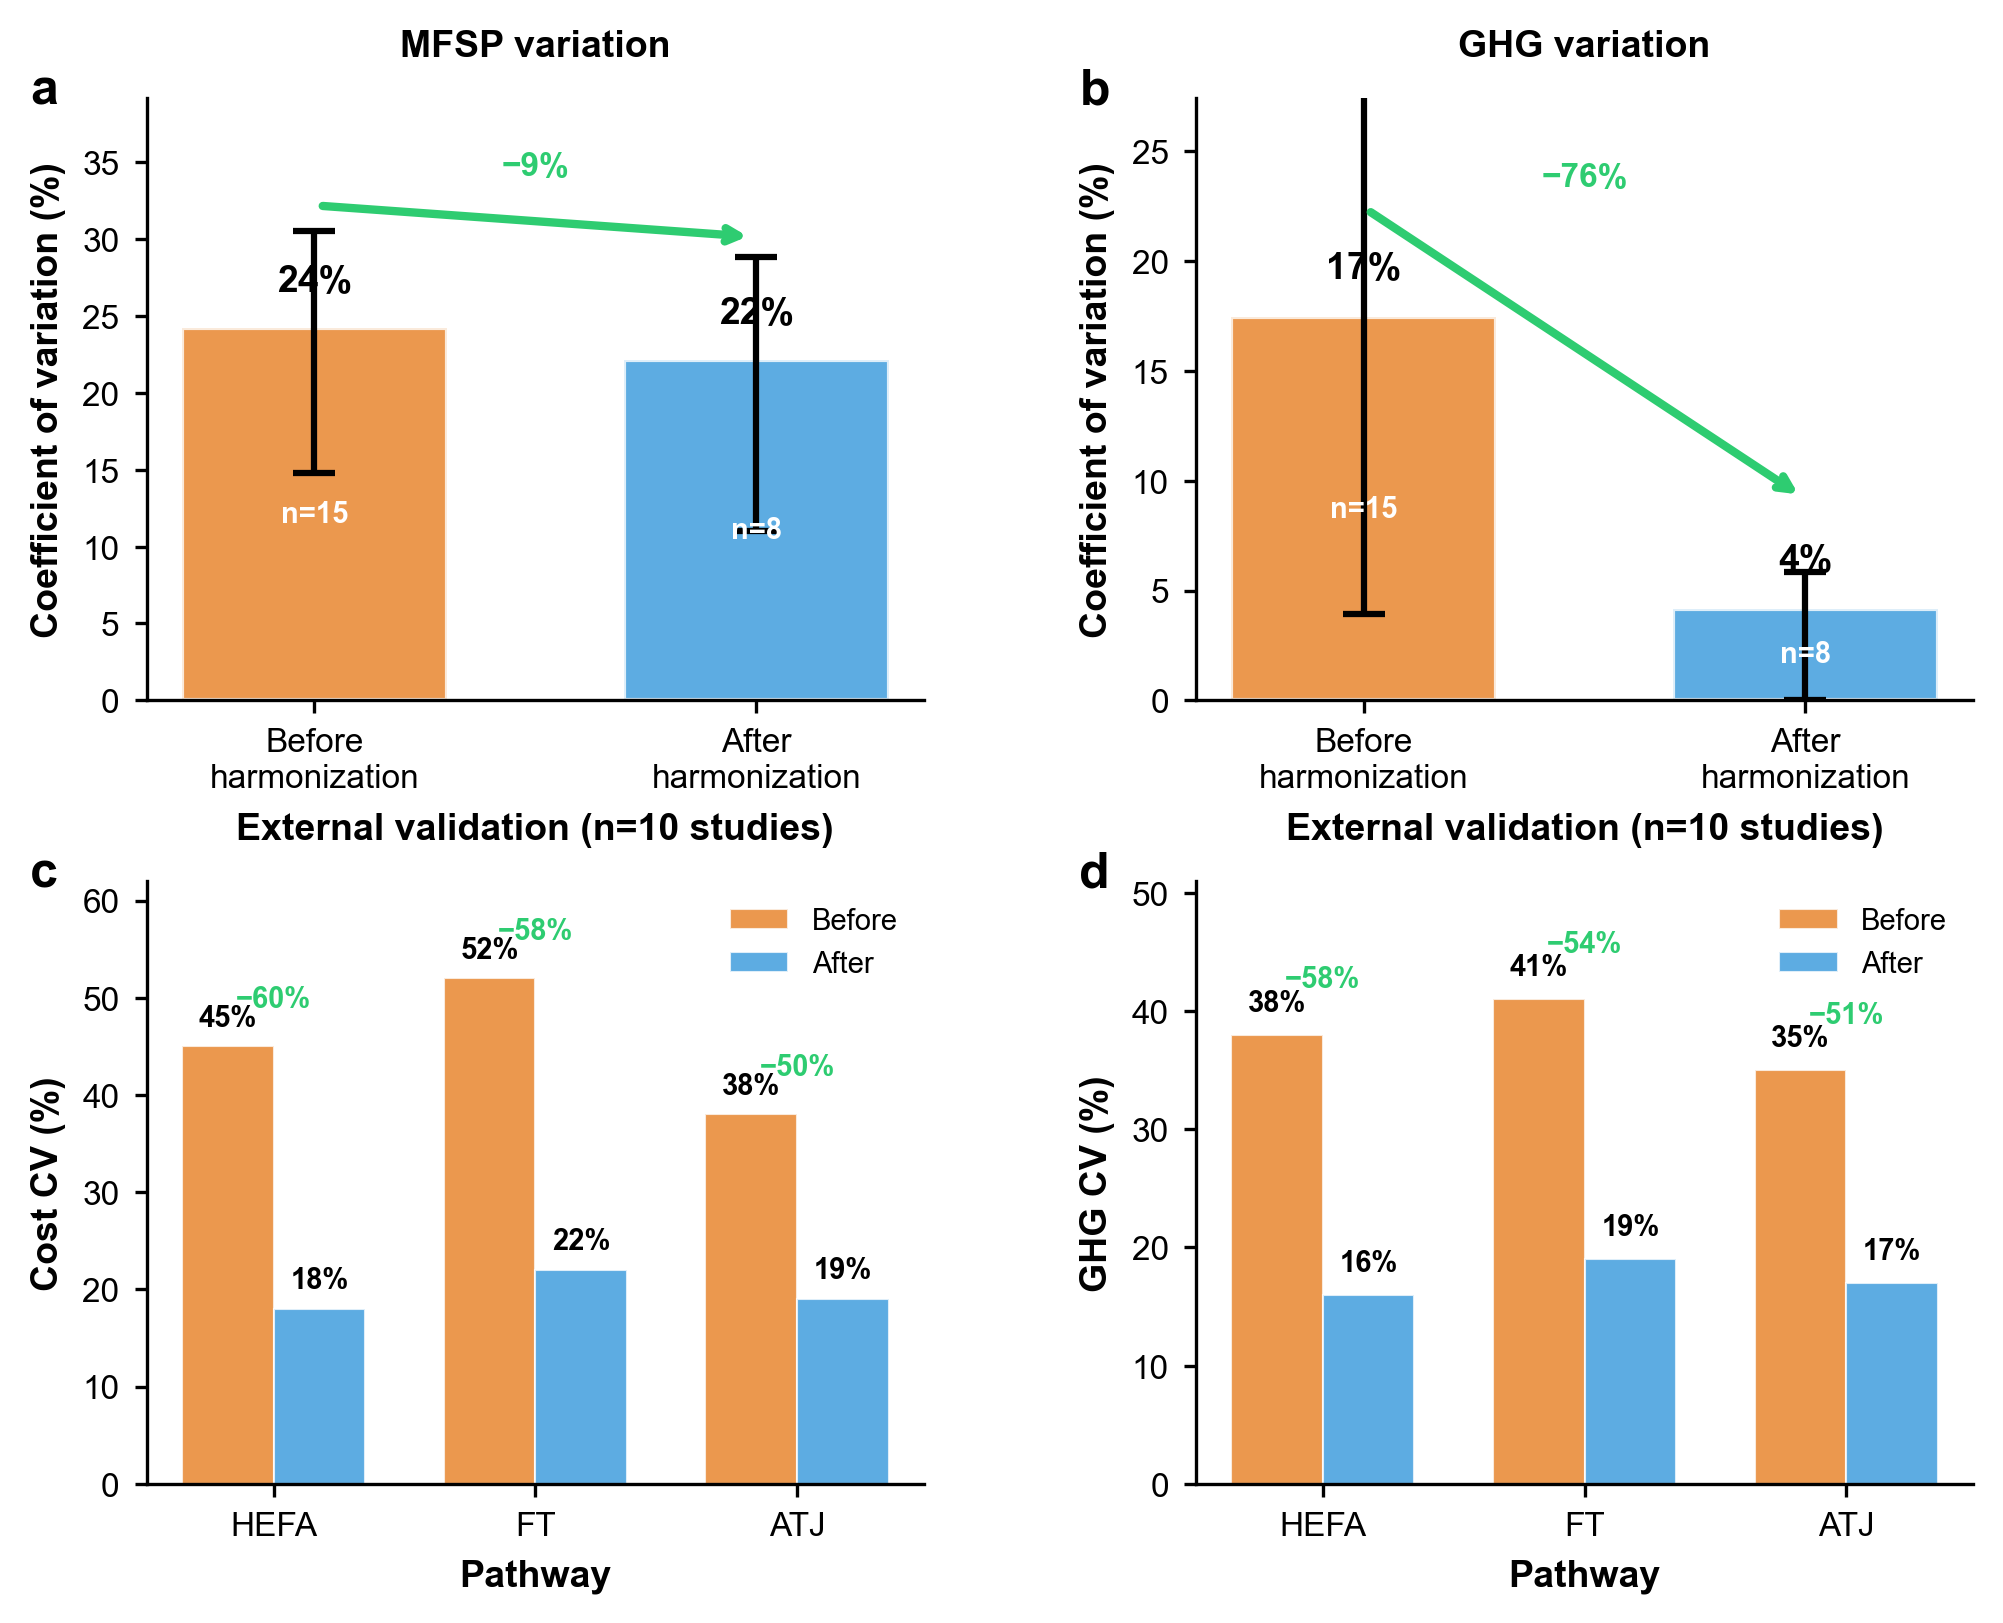 MFSP variation
a
Coefficient of variation (%)
35
30
25
20
15
10
5
0
−9%
24%
22%
n=15
n=8
Before
harmonization
After
harmonization
GHG variation
b
Coefficient of variation (%)
25
20
15
10
5
0
−76%
17%
4%
n=15
n=8
Before
harmonization
After
harmonization
External validation (n=10 studies)
c
Cost CV (%)
60
50
40
30
20
10
0
Before
After
−60%
45%
18%
−58%
52%
22%
−50%
38%
19%
HEFA
FT
ATJ
Pathway
External validation (n=10 studies)
d
GHG CV (%)
50
40
30
20
10
0
Before
After
−58%
38%
16%
−54%
41%
19%
−51%
35%
17%
HEFA
FT
ATJ
Pathway